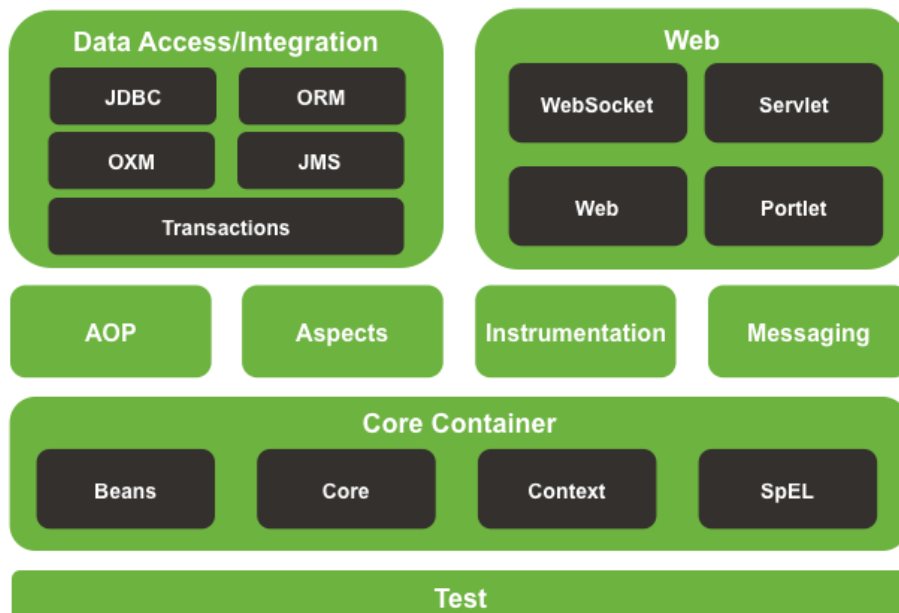 Data Access/Integration
JDBC
ORM
OXM
JMS
Transactions
Web
WebSocket
Servlet
Web
Portlet
AOP
Aspects
Instrumentation
Messaging
Core Container
Beans
Core
Context
SpEL
Test